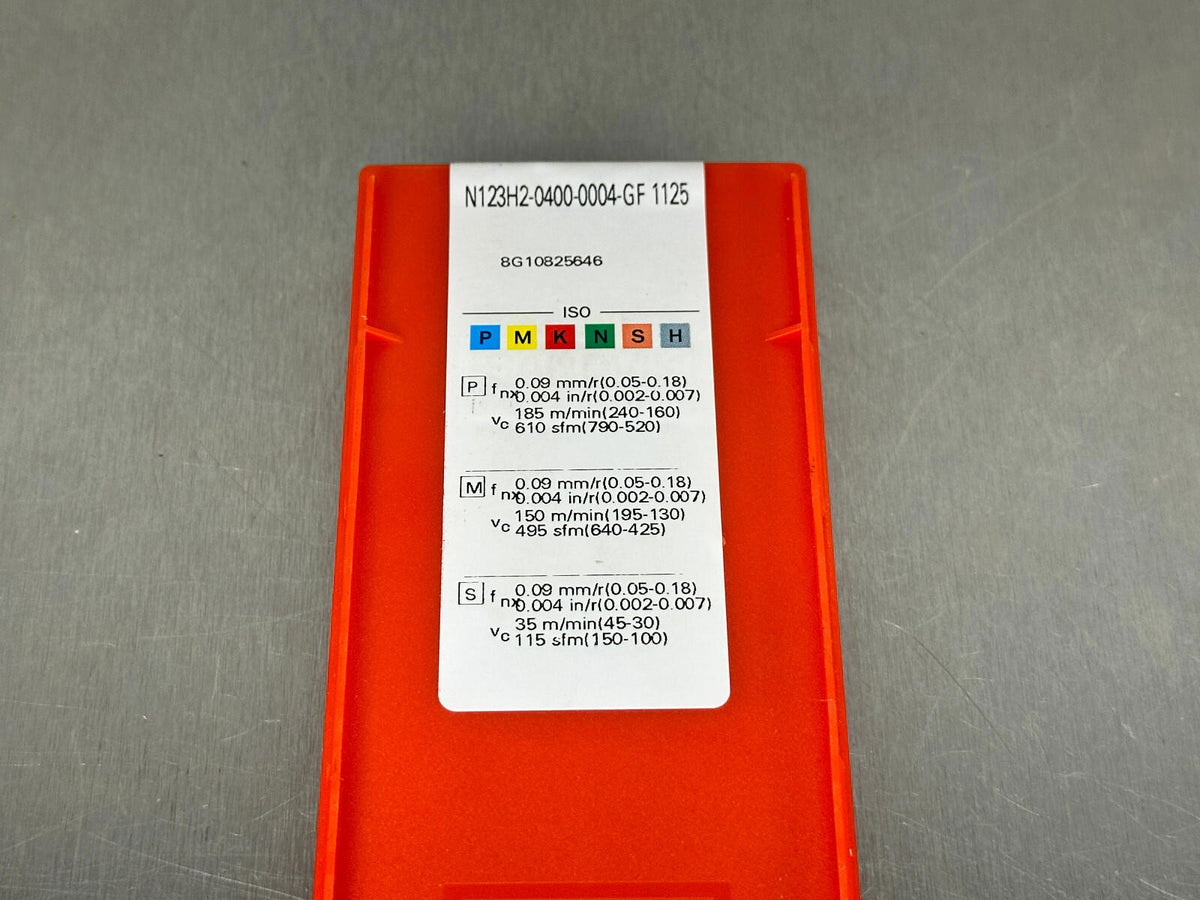 N123H2-0400-0004-GF 1125
8G10825646
ISO
P M K N S H
P fnx 0.09 mm/r(0.05-0.18)
0.004 in/r(0.002-0.007)
vc 185 m/min(240-160)
610 sfm(790-520)
M fnx 0.09 mm/r(0.05-0.18)
0.004 in/r(0.002-0.007)
vc 150 m/min(195-130)
495 sfm(640-425)
S fnx 0.09 mm/r(0.05-0.18)
0.004 in/r(0.002-0.007)
vc 35 m/min(45-30)
115 sfm(150-100)